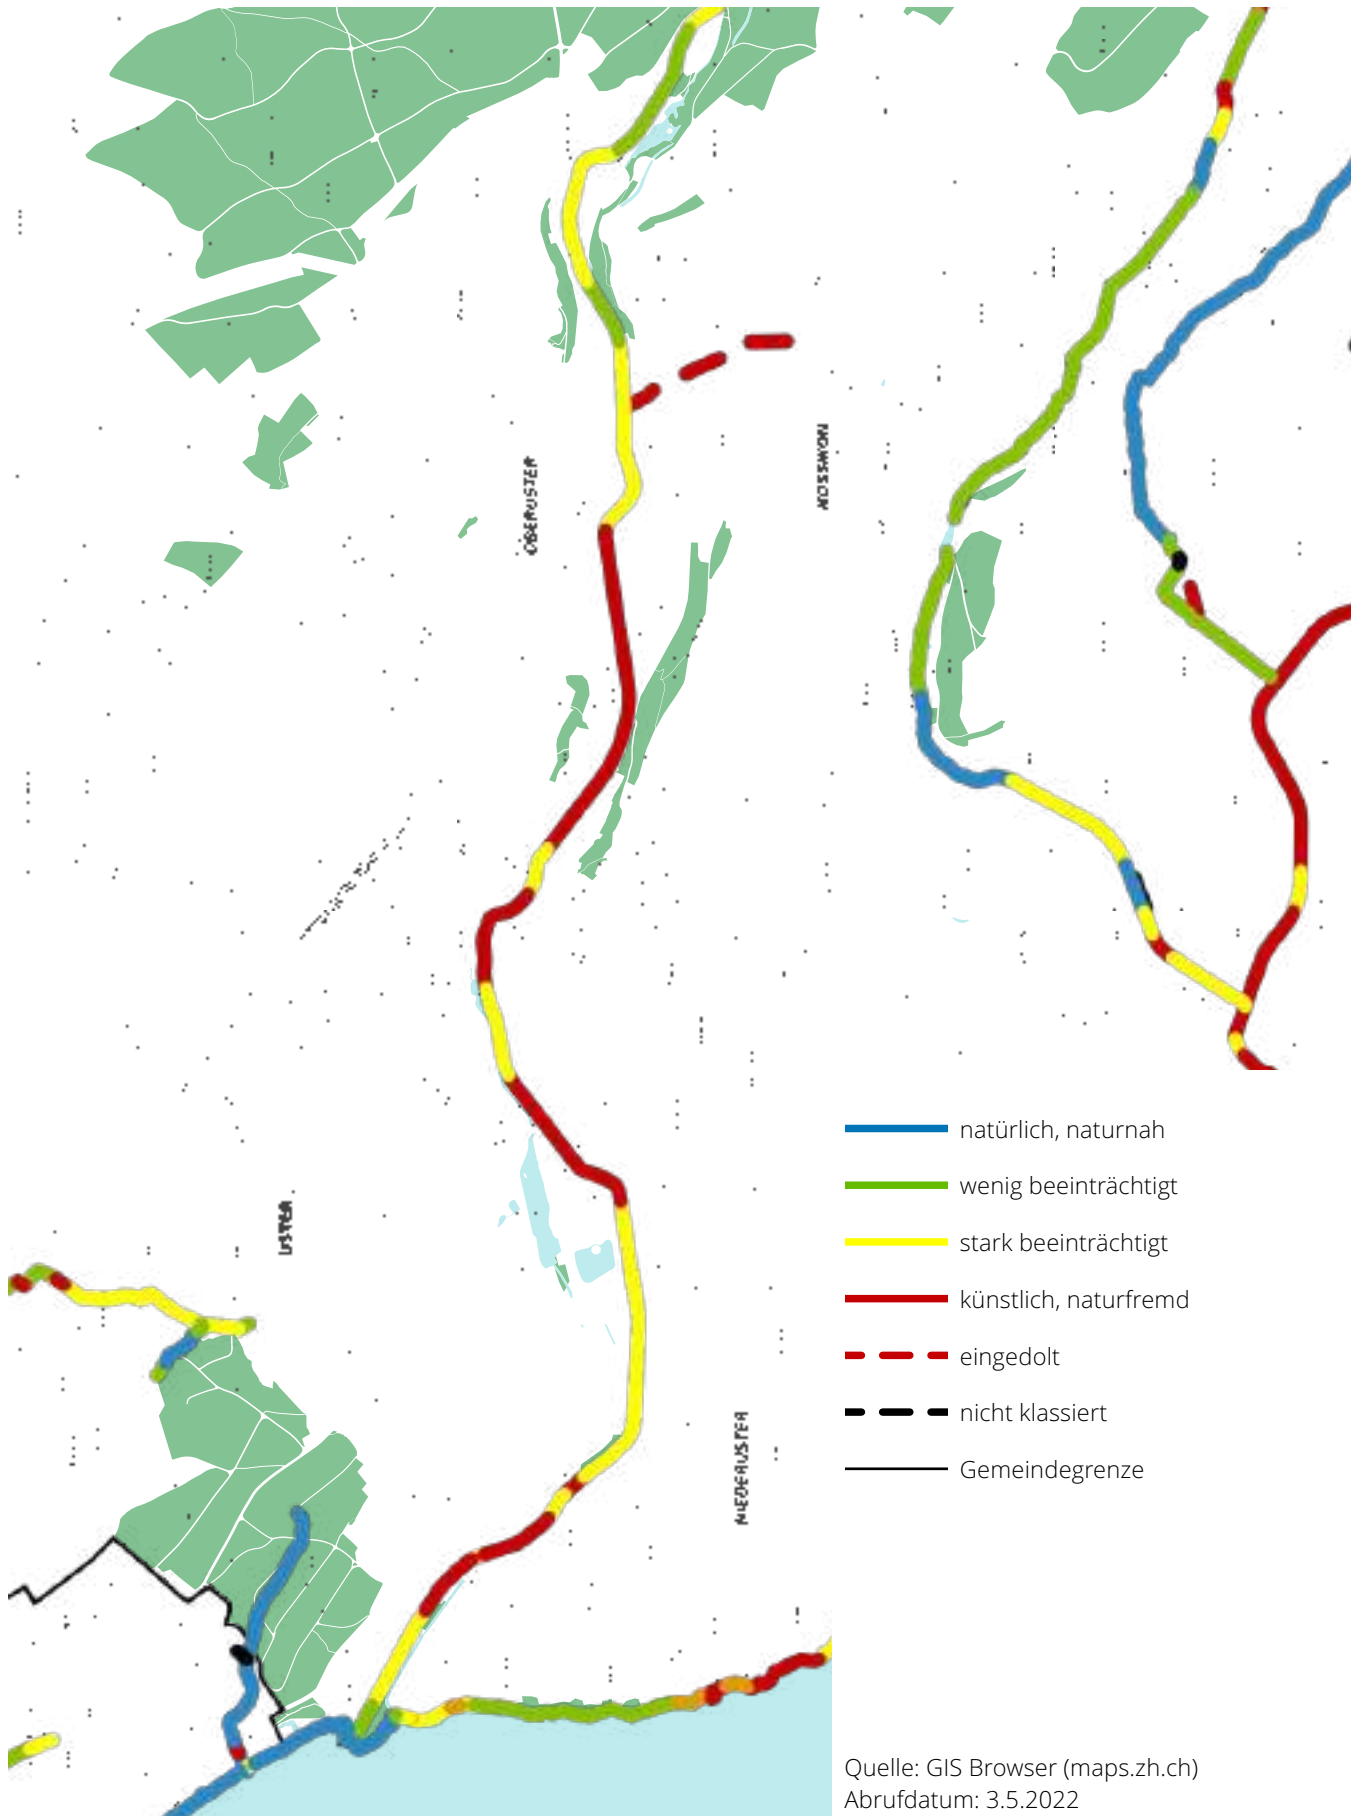 OBERUSTER
NOSSIKON
USTER
NIEDERUSTER
natürlich, naturnah
wenig beeinträchtigt
stark beeinträchtigt
künstlich, naturfremd
eingedolt
nicht klassiert
Gemeindegrenze
Quelle: GIS Browser (maps.zh.ch)
Abrufdatum: 3.5.2022